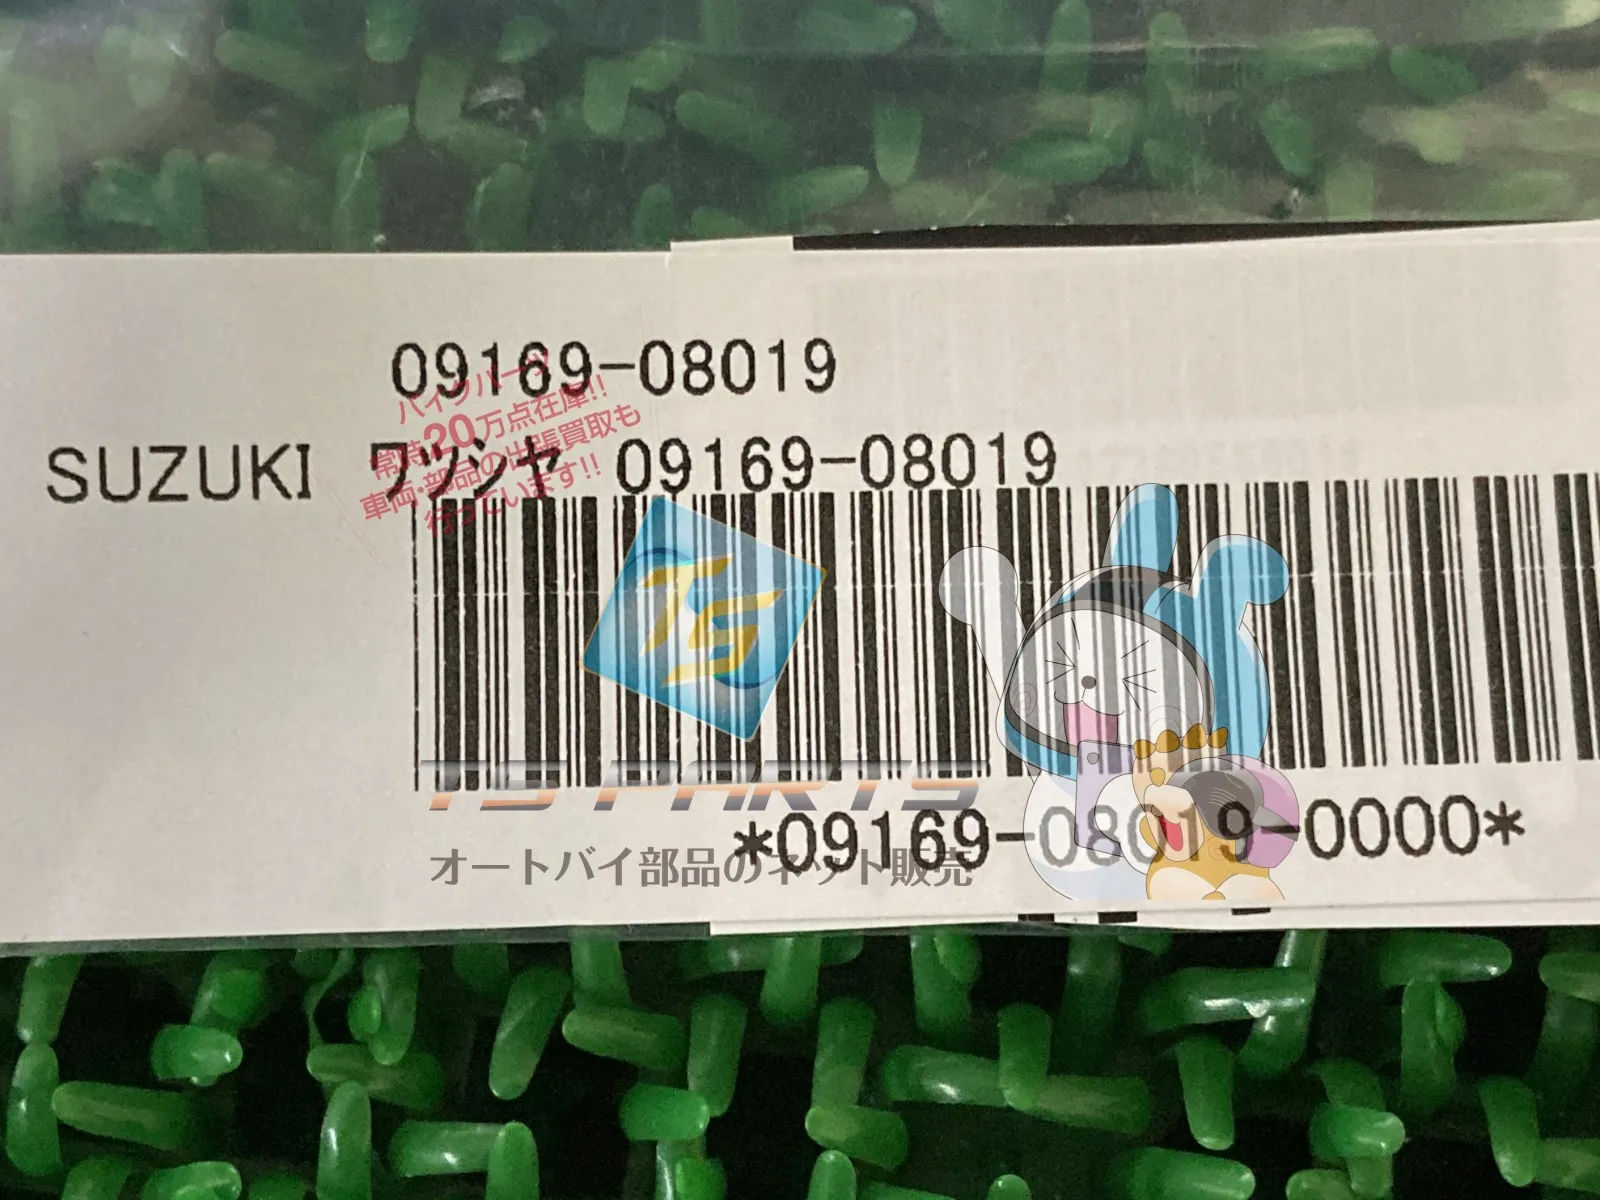 09169-08019
バイクパーツ
常時20万点在庫!!
車両・部品の出張買取も
行っています!!
SUZUKI ワツシヤ 09169-08019
TS
TS PARTS
*09169-08019-0000*
オートバイ部品のネット販売